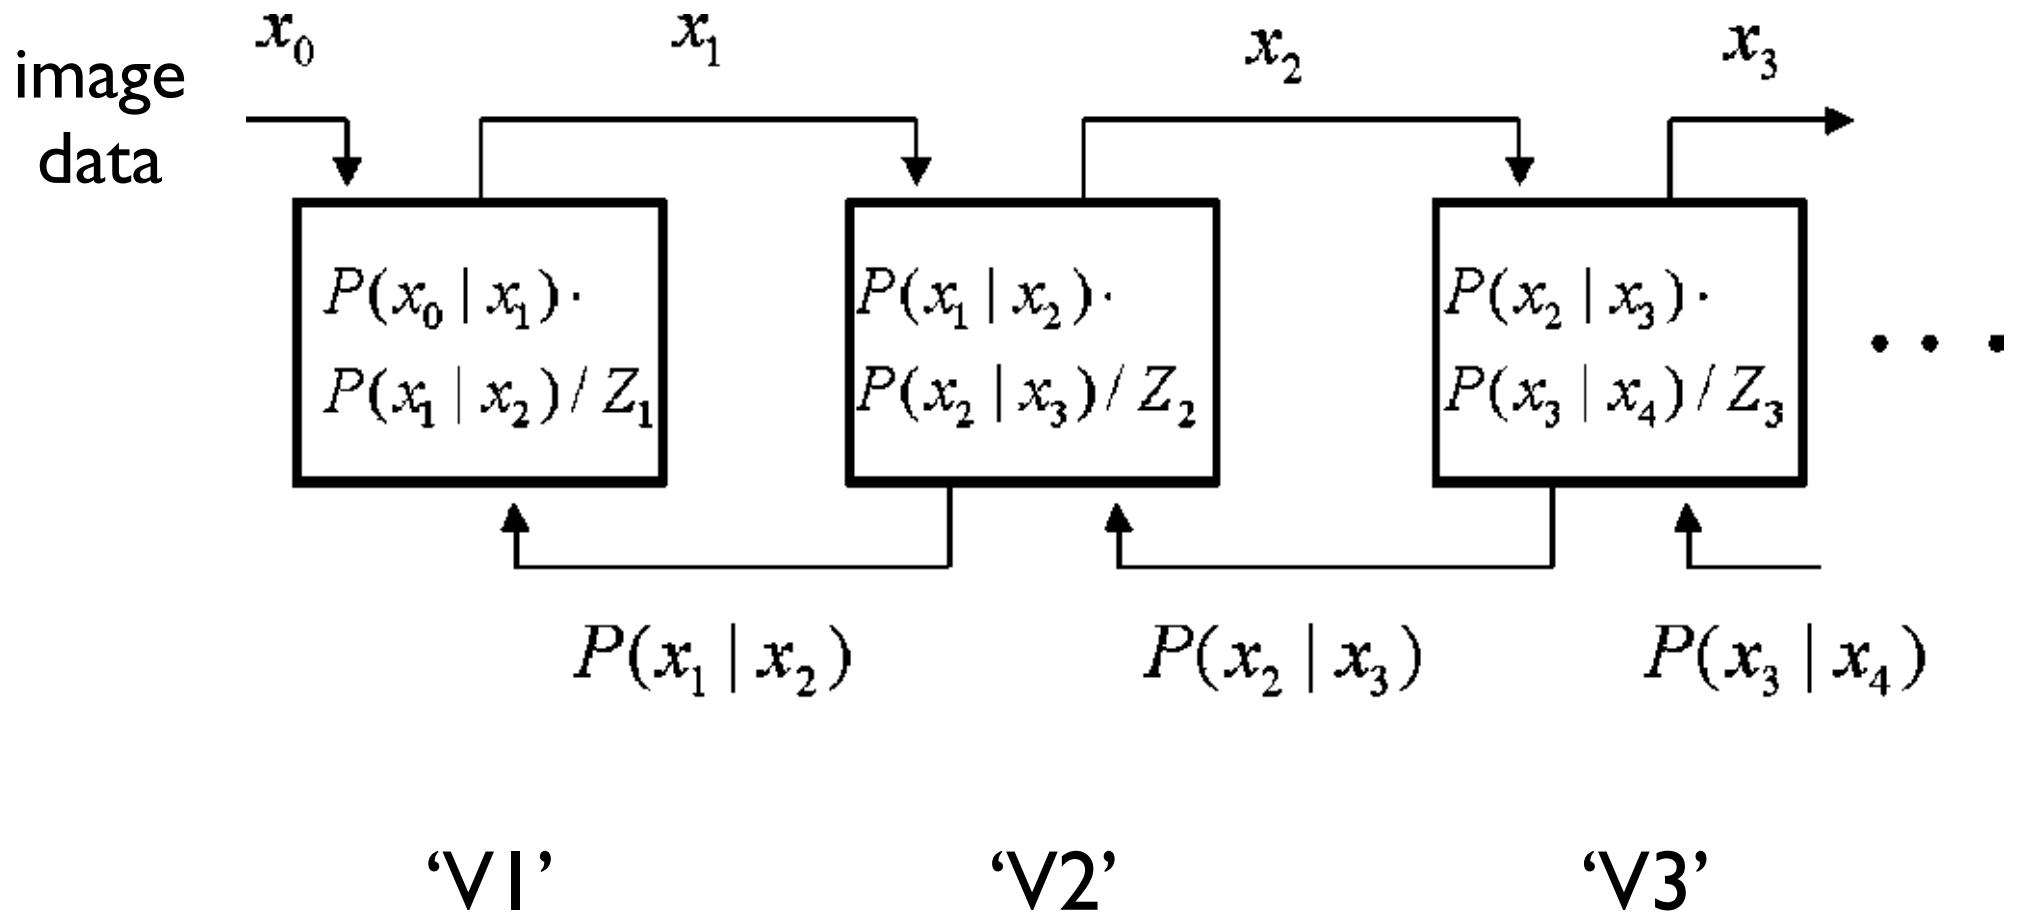 image
data
x₀
x₁
x₂
x₃
P(x₀ | x₁) ·
P(x₁ | x₂) / Z₁
P(x₁ | x₂) ·
P(x₂ | x₃) / Z₂
P(x₂ | x₃) ·
P(x₃ | x₄) / Z₃
• • •
P(x₁ | x₂)
P(x₂ | x₃)
P(x₃ | x₄)
‘V1’
‘V2’
‘V3’